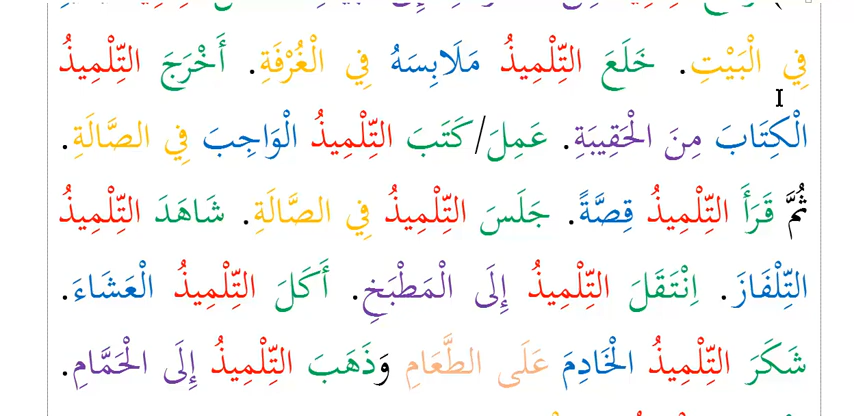 فِي الْبَيْتِ. خَلَعَ التِّلْمِيذُ مَلَابِسَهُ فِي الْغُرْفَةِ. أَخْرَجَ التِّلْمِيذُ
الْكِتَابَ مِنَ الْحَقِيبَةِ. عَمِلَ/كَتَبَ التِّلْمِيذُ الْوَاجِبَ فِي الصَّالَةِ.
ثُمَّ قَرَأَ التِّلْمِيذُ قِصَّةً. جَلَسَ التِّلْمِيذُ فِي الصَّالَةِ. شَاهَدَ التِّلْمِيذُ
التِّلْفَازَ. اِنْتَقَلَ التِّلْمِيذُ إِلَى الْمَطْبَخِ. أَكَلَ التِّلْمِيذُ الْعَشَاءَ.
شَكَرَ التِّلْمِيذُ الْخَادِمَ عَلَى الطَّعَامِ وَذَهَبَ التِّلْمِيذُ إِلَى الْحَمَّامِ.